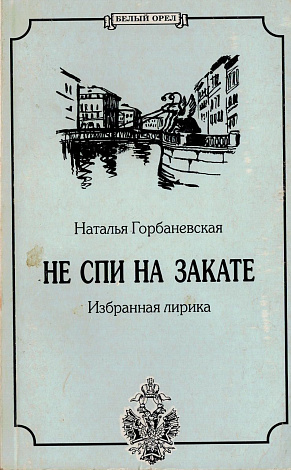 БЕЛЫЙ ОРЕЛ
Наталья Горбаневская
НЕ СПИ НА ЗАКАТЕ
Избранная лирика